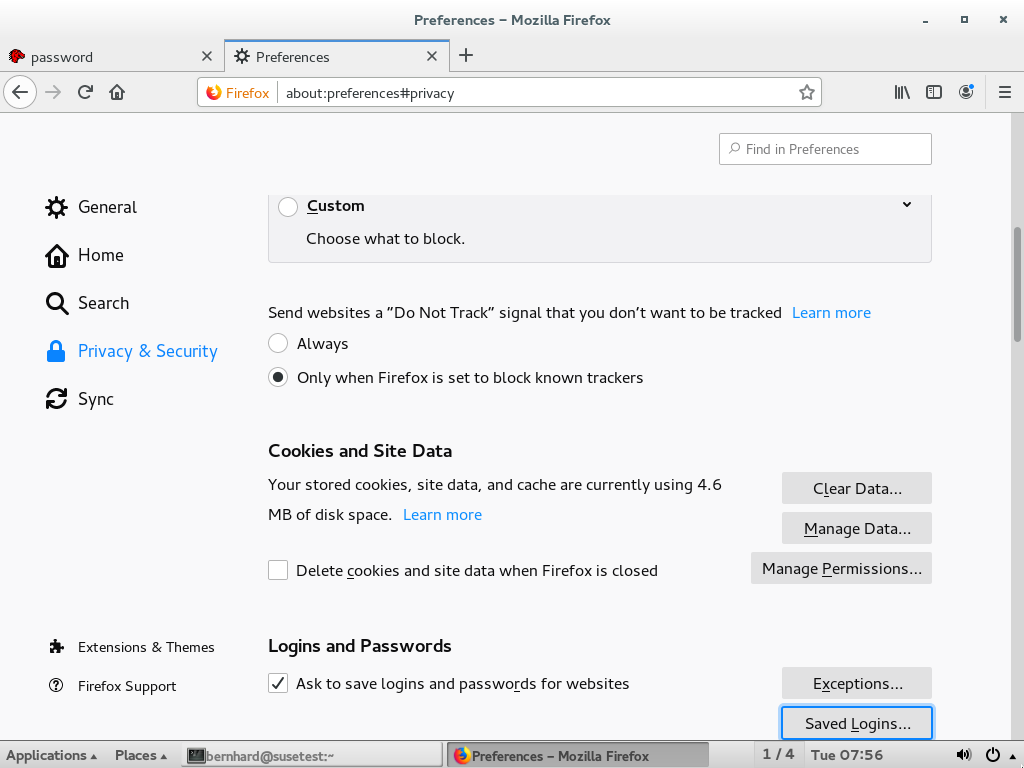 Preferences – Mozilla Firefox
password
Preferences
Firefox
about:preferences#privacy
Find in Preferences
General
Home
Search
Privacy & Security
Sync
Extensions & Themes
Firefox Support
Custom
Choose what to block.
Send websites a “Do Not Track” signal that you don’t want to be tracked Learn more
Always
Only when Firefox is set to block known trackers
Cookies and Site Data
Your stored cookies, site data, and cache are currently using 4.6
MB of disk space. Learn more
Clear Data...
Manage Data...
Delete cookies and site data when Firefox is closed
Manage Permissions...
Logins and Passwords
Ask to save logins and passwords for websites
Exceptions...
Saved Logins...
Applications Places bernhard@susetest:~ Preferences – Mozilla Firefox 1 / 4 Tue 07:56